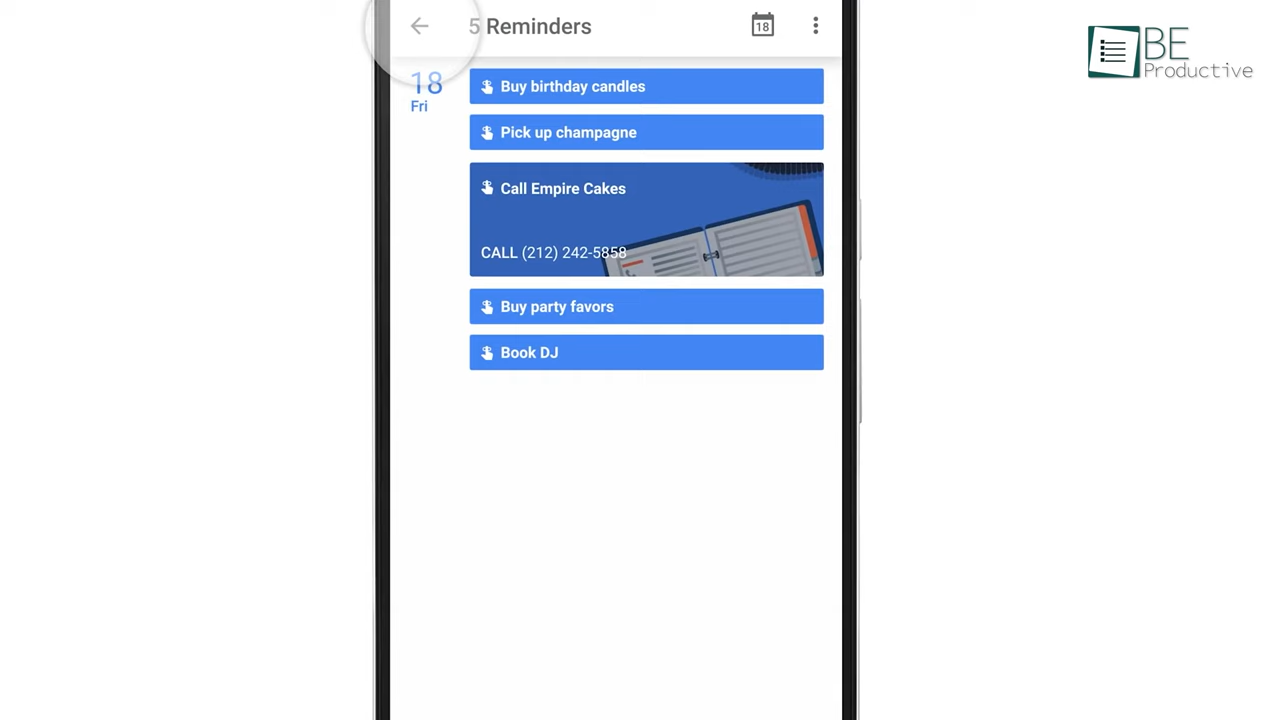 5 Reminders
18
18
Fri
Buy birthday candles
Pick up champagne
Call Empire Cakes
CALL (212) 242-5858
Buy party favors
Book DJ
BE
Productive